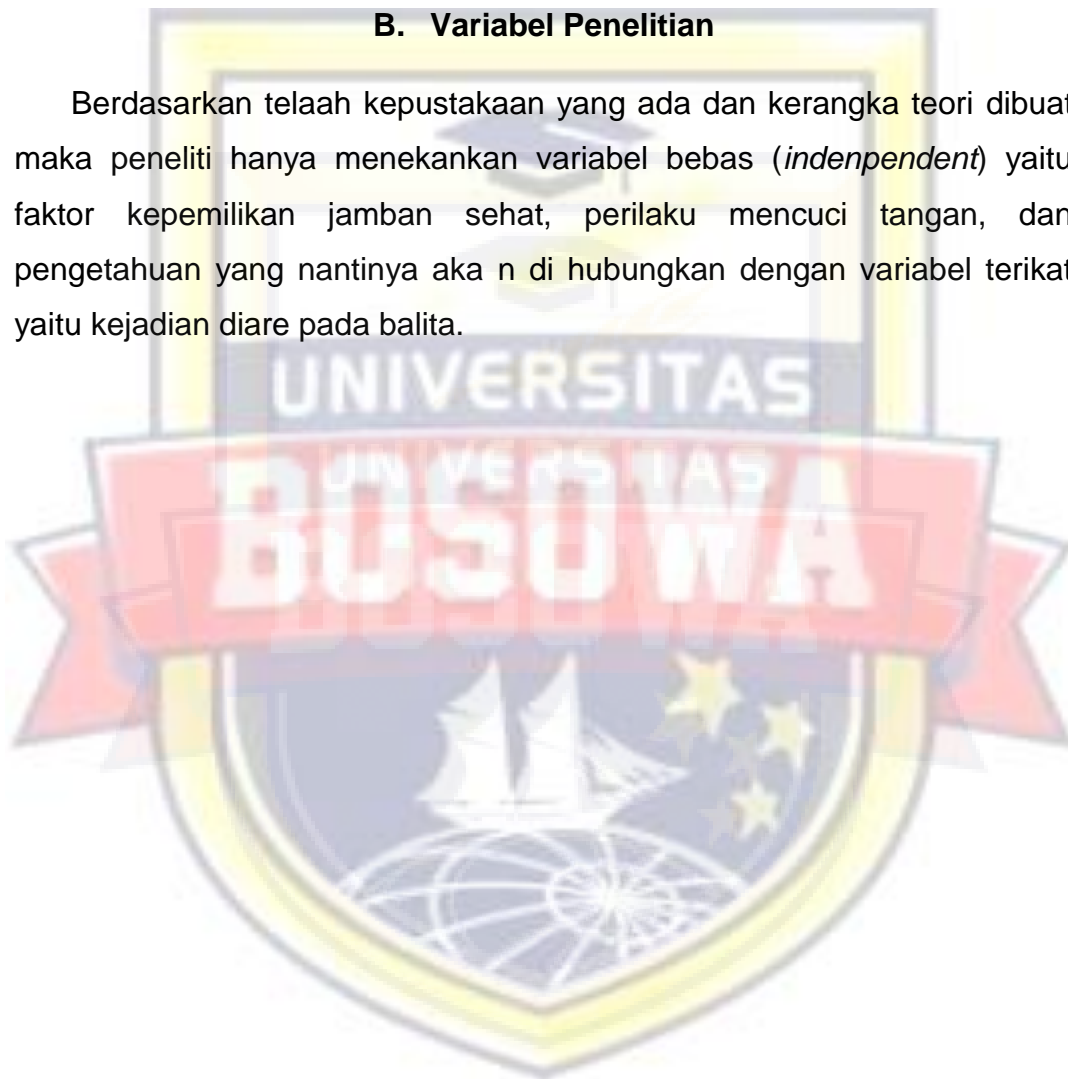 B. Variabel Penelitian
Berdasarkan telaah kepustakaan yang ada dan kerangka teori dibuat
maka peneliti hanya menekankan variabel bebas (indenpendent) yaitu
faktor kepemilikan jamban sehat, perilaku mencuci tangan, dan
pengetahuan yang nantinya aka n di hubungkan dengan variabel terikat
yaitu kejadian diare pada balita.
UNIVERSITAS
UNIVERSITAS
BOSOWA
BOSOWA